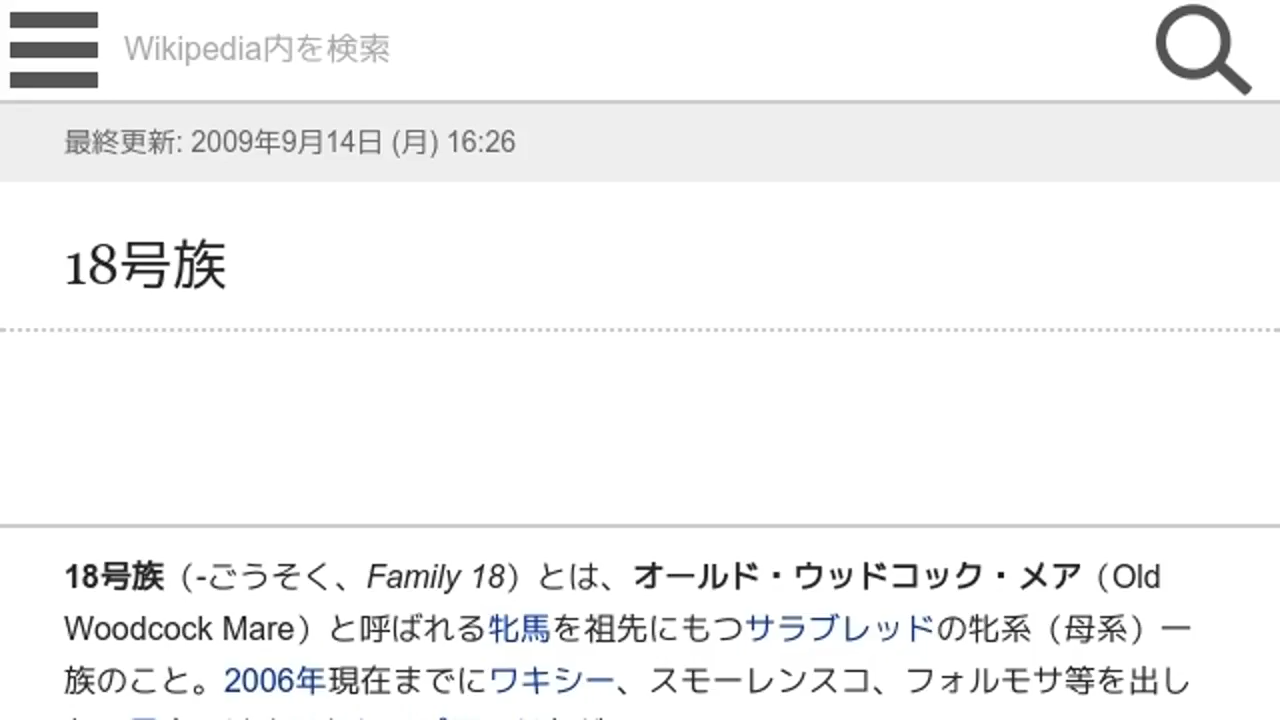 Wikipedia内を検索
最終更新: 2009年9月14日 (月) 16:26
18号族
18号族（-ごうそく、Family 18）とは、オールド・ウッドコック・メア（Old
Woodcock Mare）と呼ばれる牝馬を祖先にもつサラブレッドの牝系（母系）一
族のこと。2006年現在までにワキシー、スモーレンスコ、フォルモサ等を出し